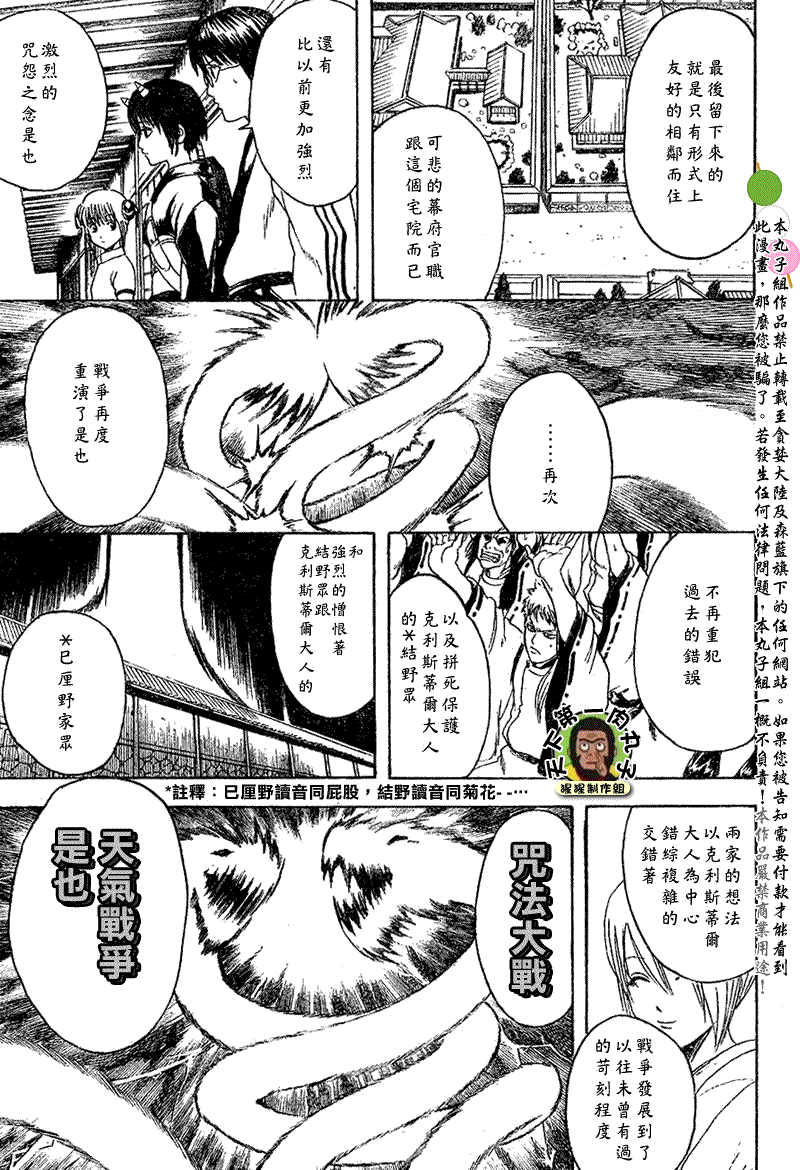 最後留下來的
就是只有形式上
友好的相鄰而住
可悲的幕府官職
跟這個宅院而已
還有
比以前更加強烈
激烈的
咒怨之念是也
……再次
戰爭再度
重演了是也
不再重犯
過去的錯誤
以及拼死保護
克利斯蒂爾大人
的*結野眾
和
強烈的憎恨著
結野眾跟
克利斯蒂爾大人的
*巳厘野家眾
天下第一肉丸子
猩猩制作組
*註釋：巳厘野讀音同屁股，結野讀音同菊花--…
兩家的想法
以克利斯蒂爾
大人為中心
錯綜複雜的
交錯著
戰爭發展到了
以往未曾有過
的苛刻程度
咒法大戰
天氣戰爭
是也
本丸子組作品禁止轉載至貪婪大陸及森藍旗下的任何網站。如果您被告知需要付款才能看到
此漫畫，那麼您被騙了。若發生任何法律問題，本丸子組一概不負責！本作品嚴禁商業用途！